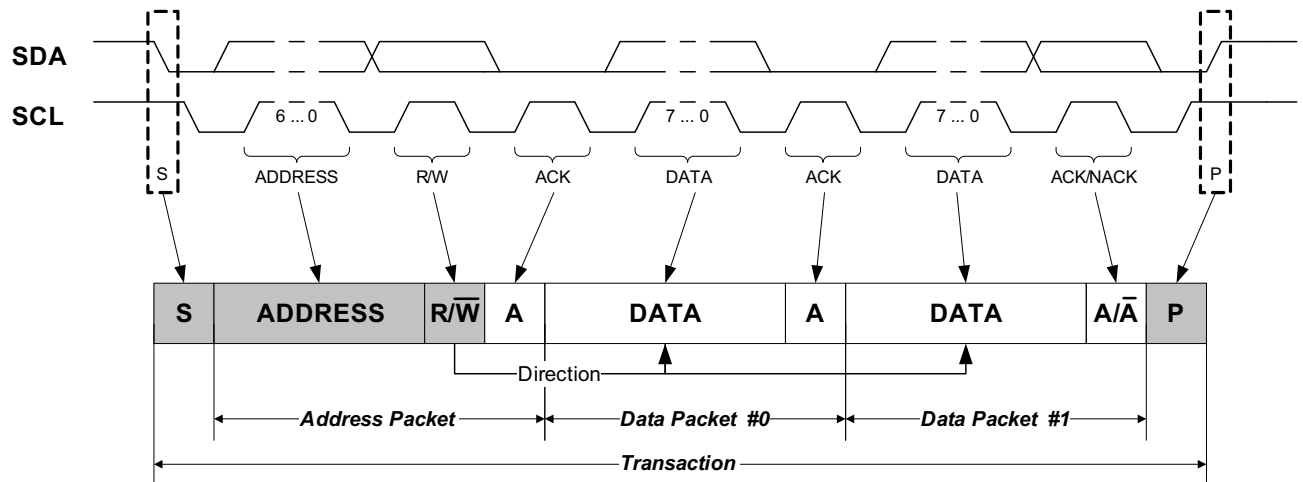 SDA
SCL
6 ... 0
7 ... 0
7 ... 0
S
ADDRESS
R/W
ACK
DATA
ACK
DATA
ACK/NACK
P
S
ADDRESS
R/W̅
A
DATA
A
DATA
A/A̅
P
Direction
Address Packet
Data Packet #0
Data Packet #1
Transaction